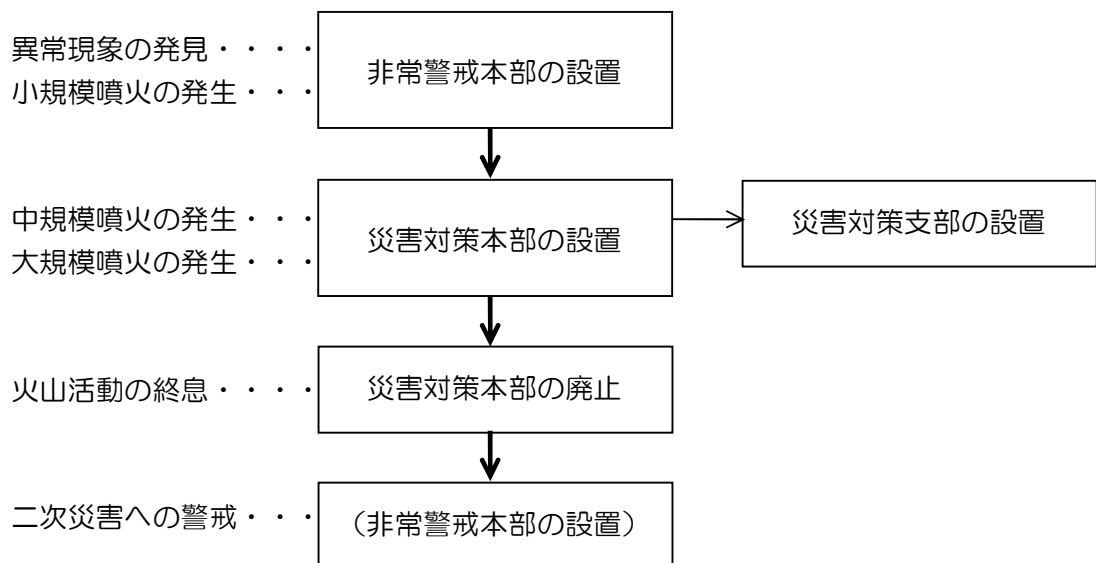 異常現象の発見・・・・
小規模噴火の発生・・・
非常警戒本部の設置
中規模噴火の発生・・・
大規模噴火の発生・・・
災害対策本部の設置
災害対策支部の設置
火山活動の終息・・・・
災害対策本部の廃止
二次災害への警戒・・・
（非常警戒本部の設置）